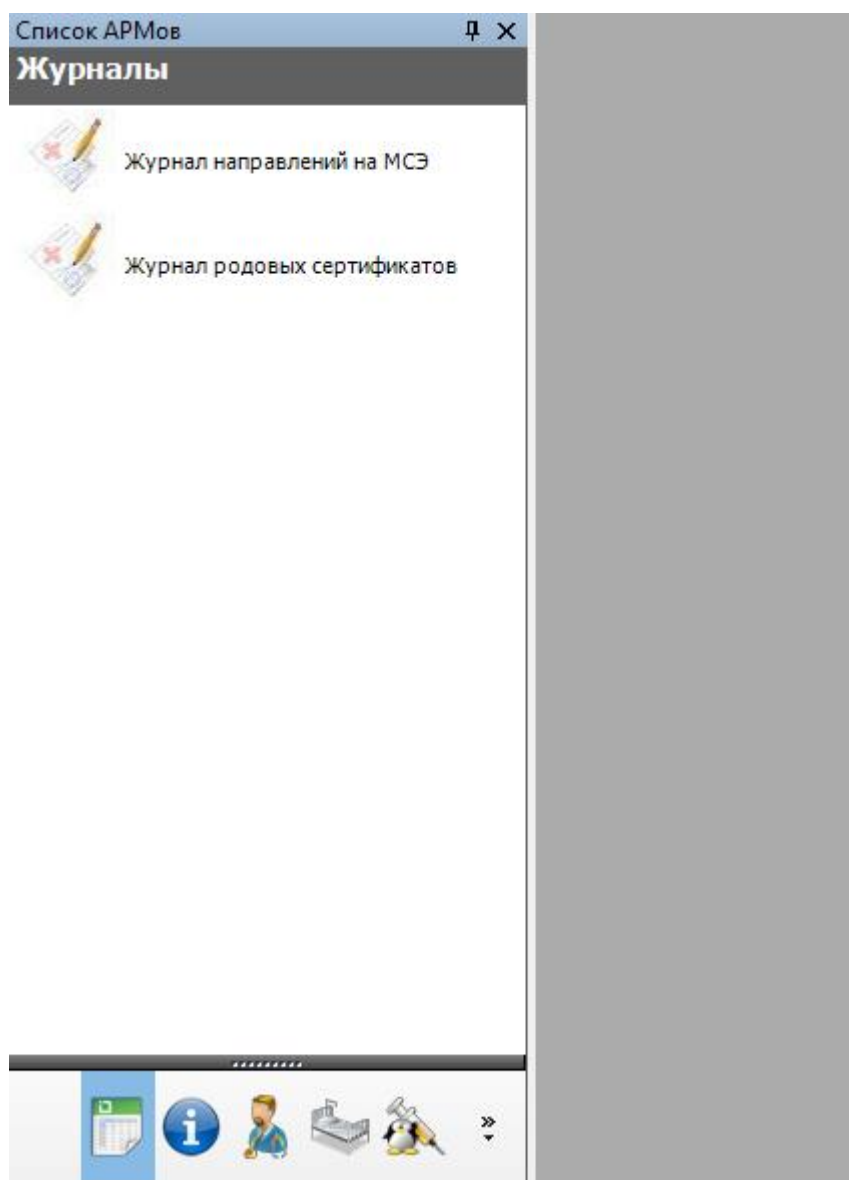 Список АРМов
Журналы
Журнал направлений на МСЭ
Журнал родовых сертификатов